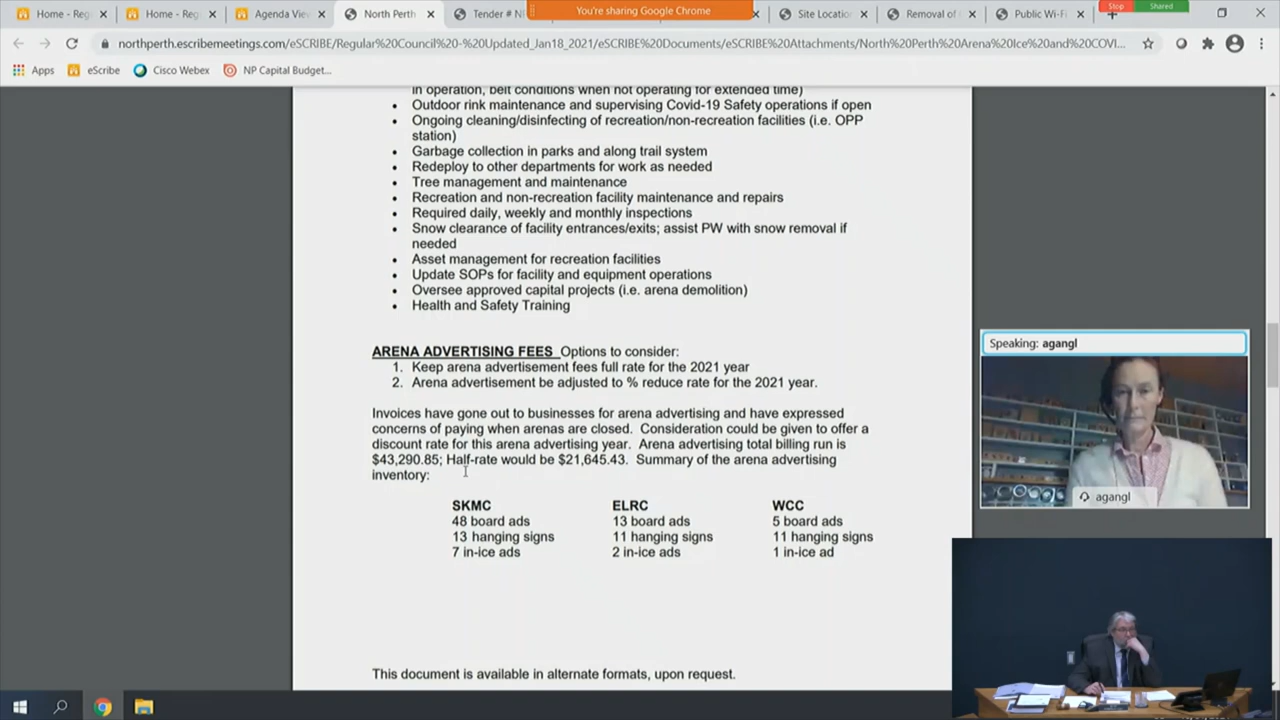 Home - Reg
Home - Reg
Agenda Vie
North Perth
Tender # N
You're sharing Google Chrome
Site Locatio
Removal of
Public Wi-F
Stop
Shared
northperth.escribemeetings.com/eSCRIBE/Regular%20Council%20-%20Updated_Jan18_2021/eSCRIBE%20Documents/eSCRIBE%20Attachments/North%20Perth%20Arena%20Ice%20and%20COVI...
Apps
eScribe
Cisco Webex
NP Capital Budget...
in operation, belt conditions when not operating for extended time)
• Outdoor rink maintenance and supervising Covid-19 Safety operations if open
• Ongoing cleaning/disinfecting of recreation/non-recreation facilities (i.e. OPP
station)
• Garbage collection in parks and along trail system
• Redeploy to other departments for work as needed
• Tree management and maintenance
• Recreation and non-recreation facility maintenance and repairs
• Required daily, weekly and monthly inspections
• Snow clearance of facility entrances/exits; assist PW with snow removal if
needed
• Asset management for recreation facilities
• Update SOPs for facility and equipment operations
• Oversee approved capital projects (i.e. arena demolition)
• Health and Safety Training
ARENA ADVERTISING FEES Options to consider:
1. Keep arena advertisement fees full rate for the 2021 year
2. Arena advertisement be adjusted to % reduce rate for the 2021 year.
Invoices have gone out to businesses for arena advertising and have expressed
concerns of paying when arenas are closed. Consideration could be given to offer a
discount rate for this arena advertising year. Arena advertising total billing run is
$43,290.85; Half-rate would be $21,645.43. Summary of the arena advertising
inventory:
SKMC ELRC WCC
48 board ads 13 board ads 5 board ads
13 hanging signs 11 hanging signs 11 hanging signs
7 in-ice ads 2 in-ice ads 1 in-ice ad
This document is available in alternate formats, upon request.
Speaking: agangl
agangl